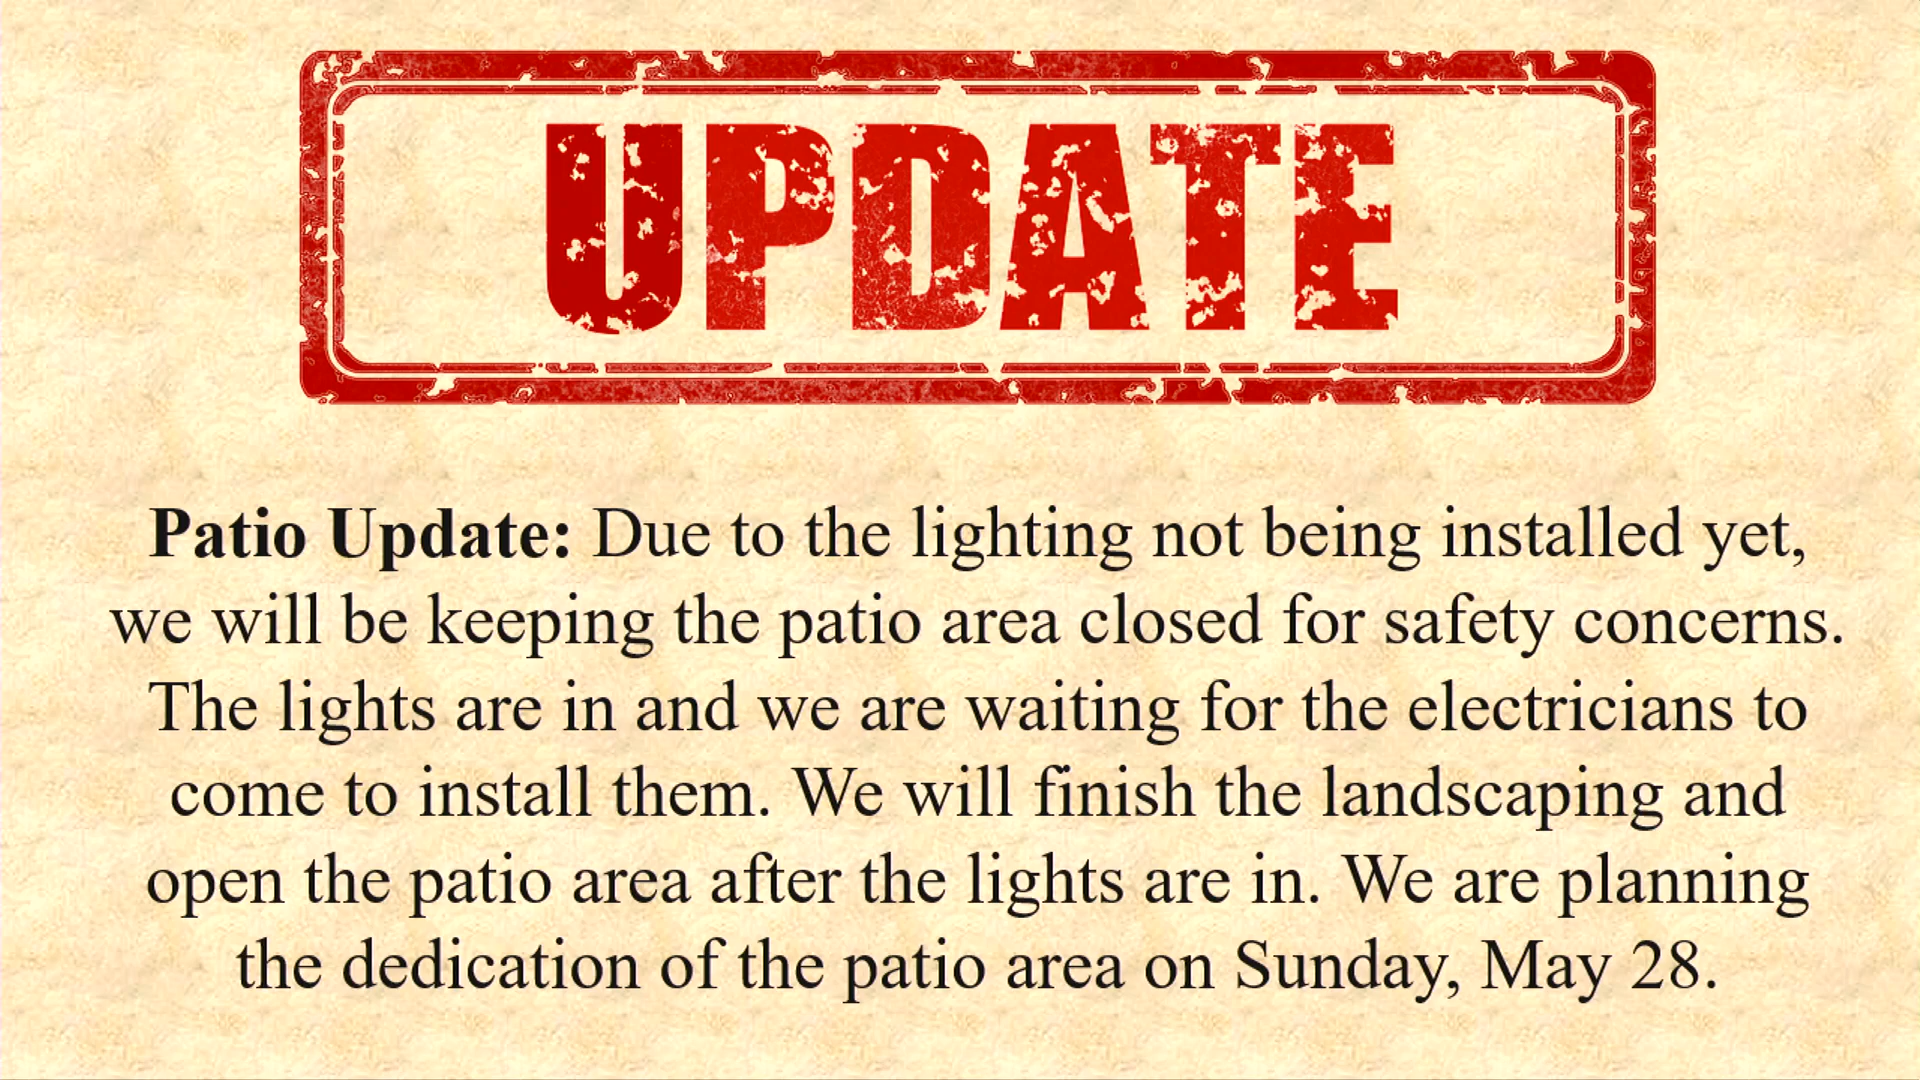 UPDATE
Patio Update: Due to the lighting not being installed yet,
we will be keeping the patio area closed for safety concerns.
The lights are in and we are waiting for the electricians to
come to install them. We will finish the landscaping and
open the patio area after the lights are in. We are planning
the dedication of the patio area on Sunday, May 28.